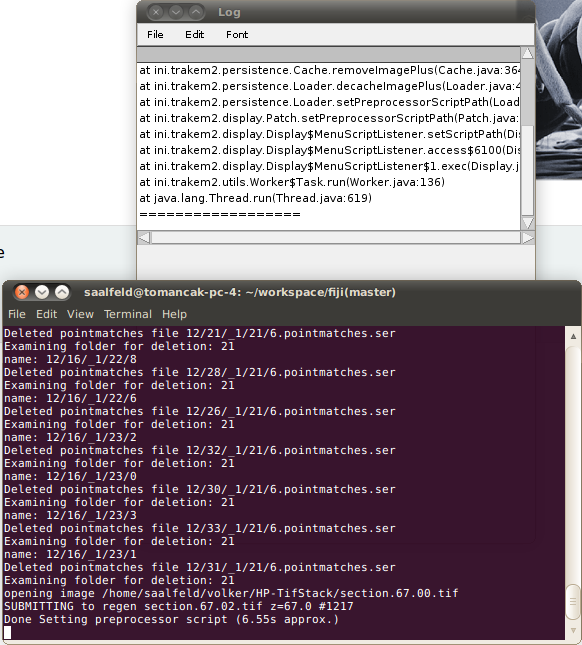 Log
File Edit Font
at ini.trakem2.persistence.Cache.removeImagePlus(Cache.java:364
at ini.trakem2.persistence.Loader.decacheImagePlus(Loader.java:4
at ini.trakem2.persistence.Loader.setPreprocessorScriptPath(Load
at ini.trakem2.display.Patch.setPreprocessorScriptPath(Patch.java:
at ini.trakem2.display.Display$MenuScriptListener.setScriptPath(Di
at ini.trakem2.display.Display$MenuScriptListener.access$6100(Di
at ini.trakem2.display.Display$MenuScriptListener$1.exec(Display.j
at ini.trakem2.utils.Worker$Task.run(Worker.java:136)
at java.lang.Thread.run(Thread.java:619)
==================
e
saalfeld@tomancak-pc-4: ~/workspace/fiji(master)
File Edit View Terminal Help
Deleted pointmatches file 12/21/_1/21/6.pointmatches.ser
Examining folder for deletion: 21
name: 12/16/_1/22/8
Deleted pointmatches file 12/28/_1/21/6.pointmatches.ser
Examining folder for deletion: 21
name: 12/16/_1/22/6
Deleted pointmatches file 12/26/_1/21/6.pointmatches.ser
Examining folder for deletion: 21
name: 12/16/_1/23/2
Deleted pointmatches file 12/32/_1/21/6.pointmatches.ser
Examining folder for deletion: 21
name: 12/16/_1/23/0
Deleted pointmatches file 12/30/_1/21/6.pointmatches.ser
Examining folder for deletion: 21
name: 12/16/_1/23/3
Deleted pointmatches file 12/33/_1/21/6.pointmatches.ser
Examining folder for deletion: 21
name: 12/16/_1/23/1
Deleted pointmatches file 12/31/_1/21/6.pointmatches.ser
Examining folder for deletion: 21
opening image /home/saalfeld/volker/HP-TifStack/section.67.00.tif
SUBMITTING to regen section.67.02.tif z=67.0 #1217
Done Setting preprocessor script (6.55s approx.)